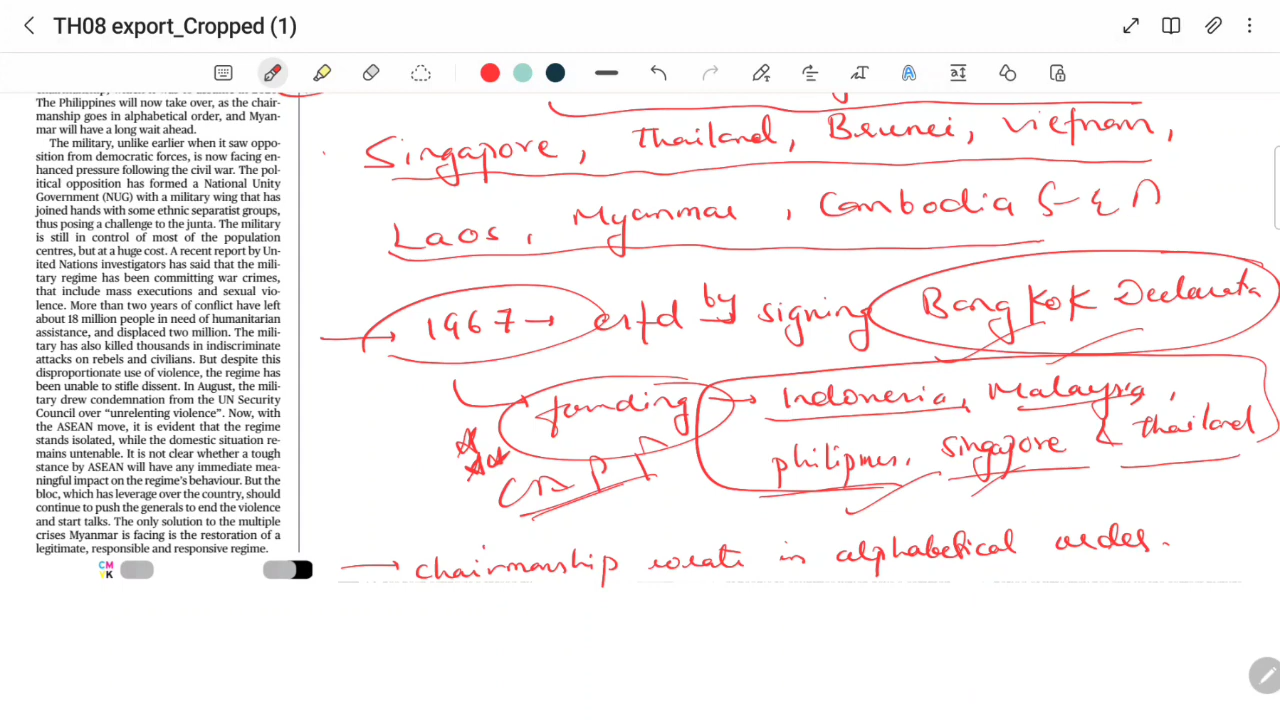 TH08 export_Cropped (1)
The Philippines will now take over, as the chair-
manship goes in alphabetical order, and Myan-
mar will have a long wait ahead.
The military, unlike earlier when it saw oppo-
sition from democratic forces, is now facing en-
hanced pressure following the civil war. The pol-
itical opposition has formed a National Unity
Government (NUG) with a military wing that has
joined hands with some ethnic separatist groups,
thus posing a challenge to the junta. The military
is still in control of most of the population
centres, but at a huge cost. A recent report by Un-
ited Nations investigators has said that the mili-
tary regime has been committing war crimes,
that include mass executions and sexual vio-
lence. More than two years of conflict have left
about 18 million people in need of humanitarian
assistance, and displaced two million. The mili-
tary has also killed thousands in indiscriminate
attacks on rebels and civilians. But despite this
disproportionate use of violence, the regime has
been unable to stifle dissent. In August, the mili-
tary drew condemnation from the UN Security
Council over “unrelenting violence”. Now, with
the ASEAN move, it is evident that the regime
stands isolated, while the domestic situation re-
mains untenable. It is not clear whether a tough
stance by ASEAN will have any immediate mea-
ningful impact on the regime’s behaviour. But the
bloc, which has leverage over the country, should
continue to push the generals to end the violence
and start talks. The only solution to the multiple
crises Myanmar is facing is the restoration of a
legitimate, responsible and responsive regime.
CM
YK
Singapore, Thailand, Brunei, Vietnam,
Laos, Myanmar, Cambodia
→ 1967 → estd by signing Bangkok Declarata
founding → Indonesia, Malaysia,
philipines, singapore & thailand
→ chairmanship rotate in alphabetical order.